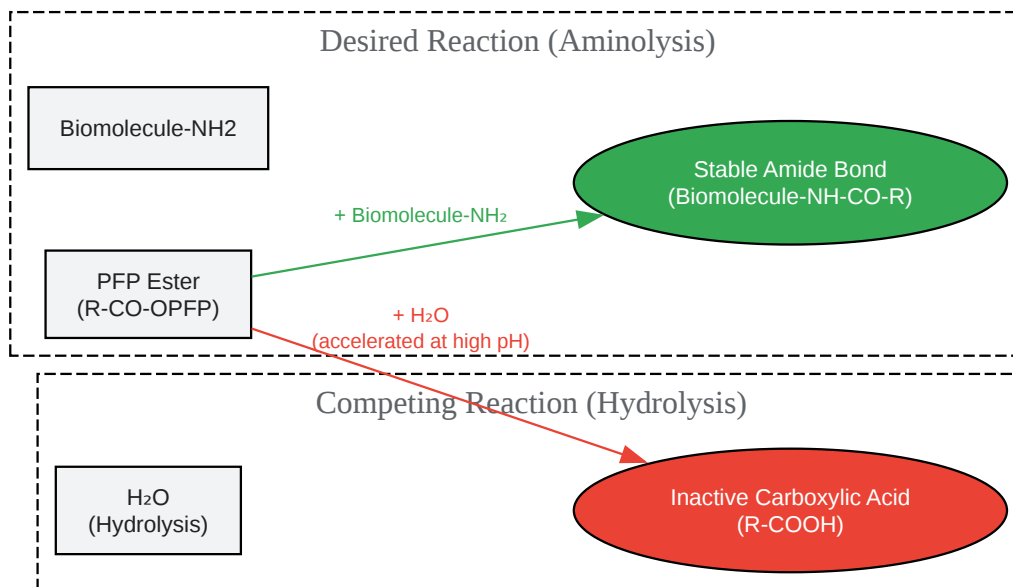 Desired Reaction (Aminolysis)
Biomolecule-NH2
Stable Amide Bond
(Biomolecule-NH-CO-R)
+ Biomolecule-NH₂
PFP Ester
(R-CO-OPFP)
+ H₂O
(accelerated at high pH)
Competing Reaction (Hydrolysis)
H₂O
(Hydrolysis)
Inactive Carboxylic Acid
(R-COOH)